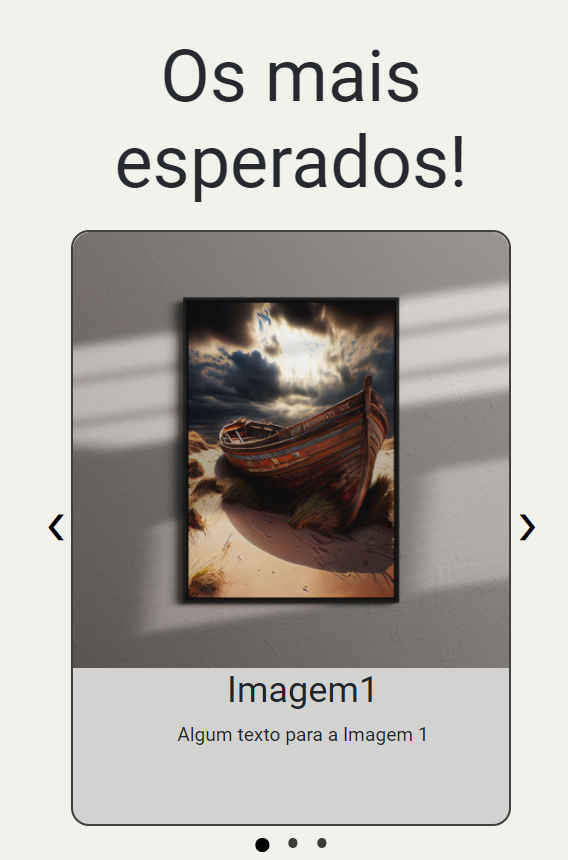 Os mais
esperados!
Imagem1
Algum texto para a Imagem 1